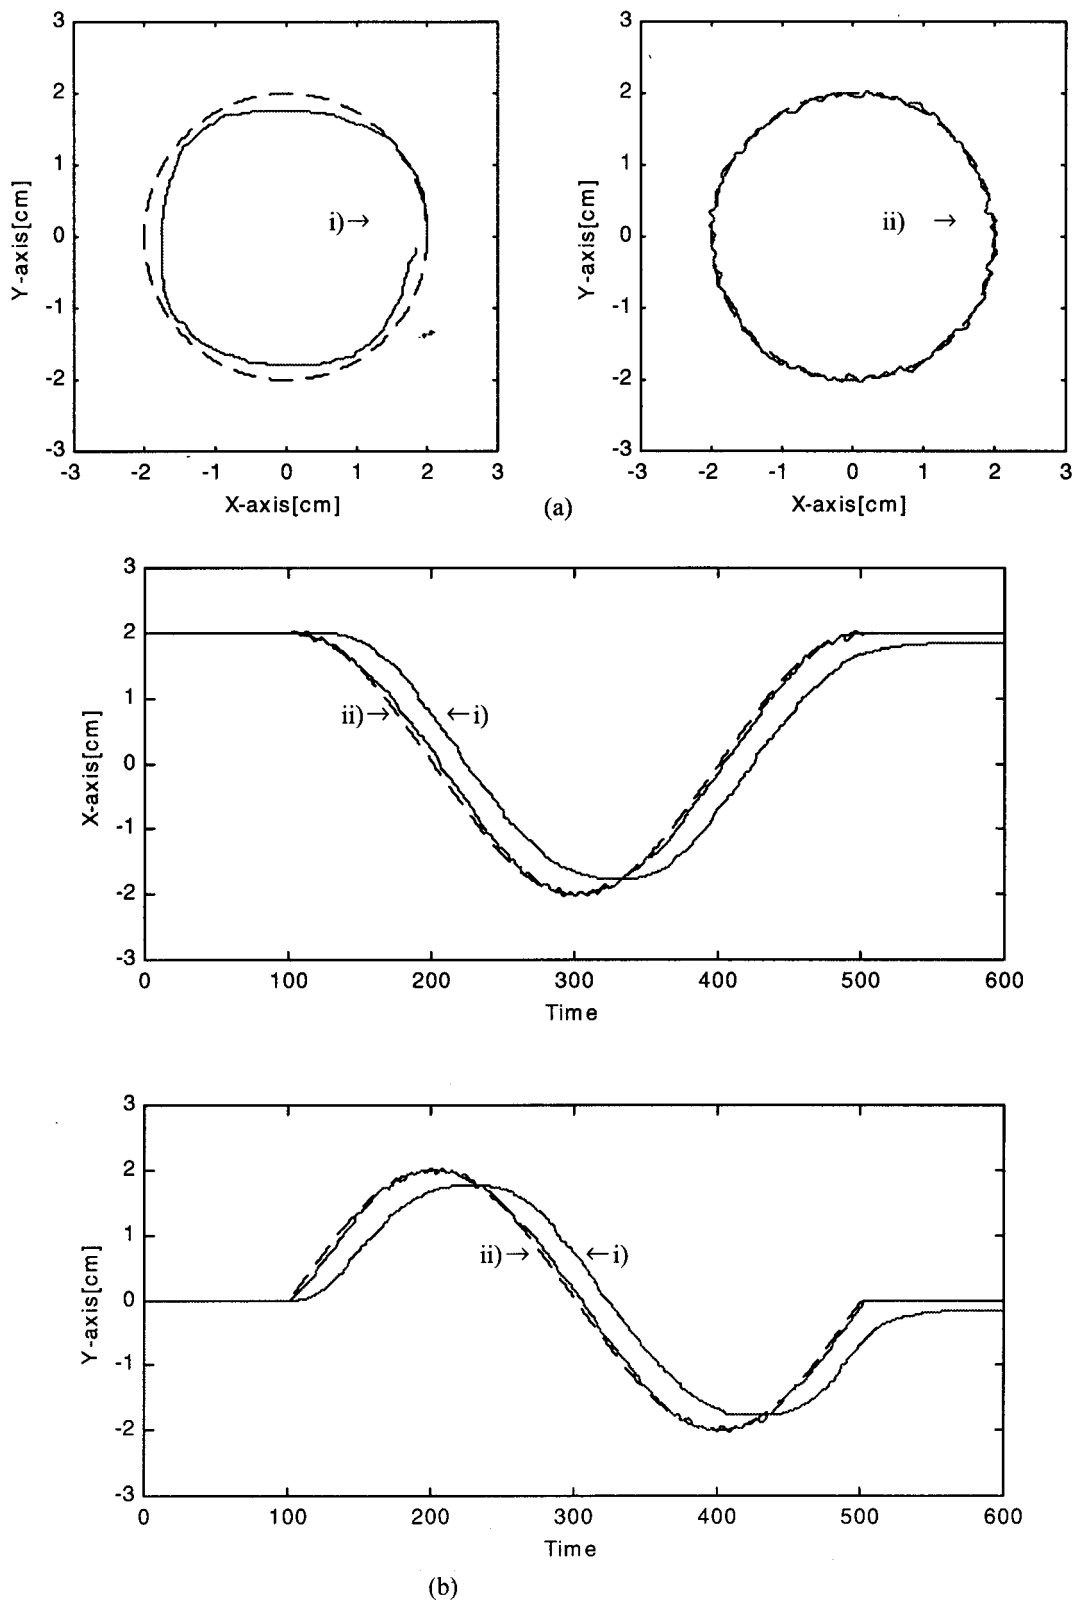 3
2
1
0
-1
-2
-3
Y-axis[cm]
i)→
-3 -2 -1 0 1 2 3
X-axis[cm]
3
2
1
0
-1
-2
-3
Y-axis[cm]
ii) →
-3 -2 -1 0 1 2 3
X-axis[cm]
(a)
3
2
1
0
-1
-2
-3
X-axis[cm]
ii)→ ←i)
0 100 200 300 400 500 600
Time
3
2
1
0
-1
-2
-3
Y-axis[cm]
ii)→ ←i)
0 100 200 300 400 500 600
Time
(b)